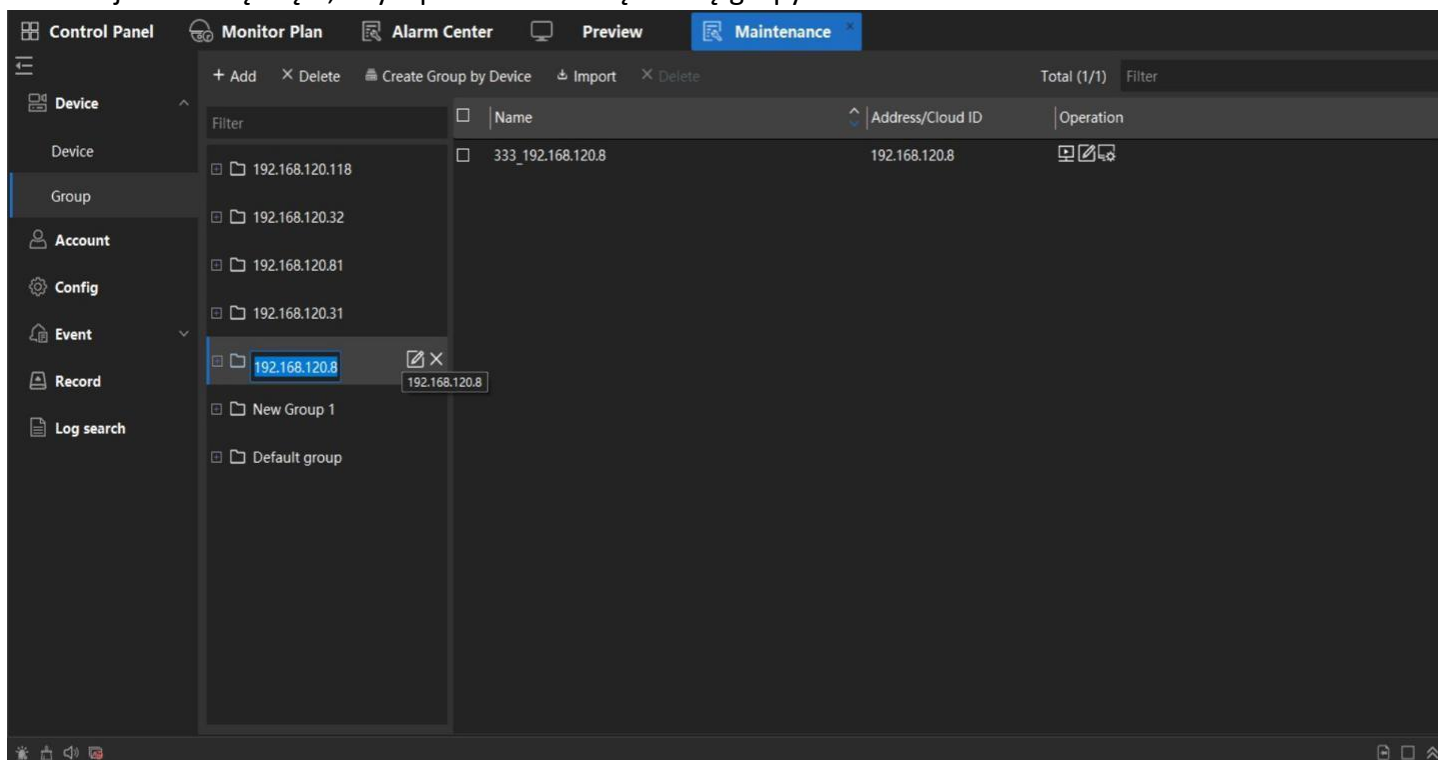 Control Panel Monitor Plan Alarm Center Preview Maintenance
+ Add Delete Create Group by Device Import Delete Total (1/1) Filter
Device
Filter
Name Address/Cloud ID Operation
Device
333_192.168.120.8 192.168.120.8
192.168.120.118
Group
192.168.120.32
Account
192.168.120.81
Config
192.168.120.31
Event
192.168.120.8
Record
192.168.120.8
New Group 1
Log search
Default group